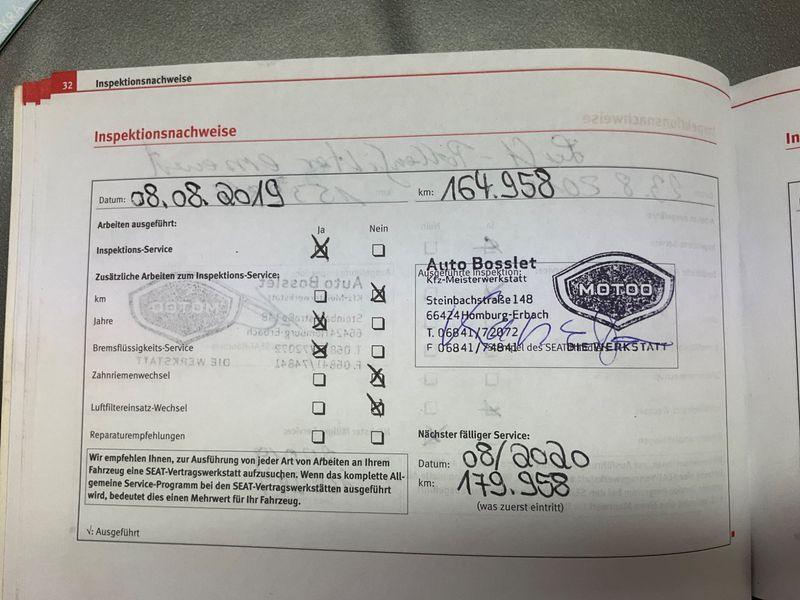 32 Inspektionsnachweise
Inspektionsnachweise
Datum: 08.08.2019 km: 164.958
Arbeiten ausgeführt:
Ja Nein
Inspektions-Service
Zusätzliche Arbeiten zum Inspektions-Service:
km
Jahre
Bremsflüssigkeits-Service
Zahnriemenwechsel
Luftfiltereinsatz-Wechsel
Reparaturempfehlungen
Auto Bosslet
Ausgeführte Inspektion:
Kfz-Meisterwerkstatt
Steinbachstraße 148
66424 Homburg-Erbach
T. 06841/72072
F 06841/74841
MOTOO
DIE WERKSTATT
Wir empfehlen Ihnen, zur Ausführung von jeder Art von Arbeiten an Ihrem
Fahrzeug eine SEAT-Vertragswerkstatt aufzusuchen. Wenn das komplette All-
gemeine Service-Programm bei den SEAT-Vertragswerkstätten ausgeführt
wird, bedeutet dies einen Mehrwert für Ihr Fahrzeug.
Nächster fälliger Service:
Datum: 08/2020
km: 179.958
(was zuerst eintritt)
√: Ausgeführt